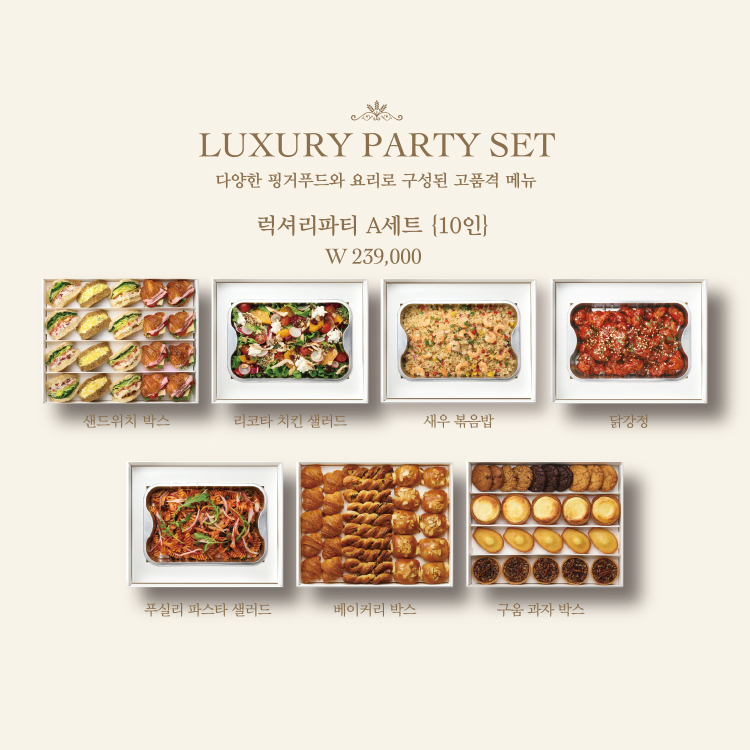 LUXURY PARTY SET
다양한 핑거푸드와 요리로 구성된 고품격 메뉴
럭셔리파티 A세트 {10인}
W 239,000
샌드위치 박스
리코타 치킨 샐러드
새우 볶음밥
닭강정
푸실리 파스타 샐러드
베이커리 박스
구움 과자 박스